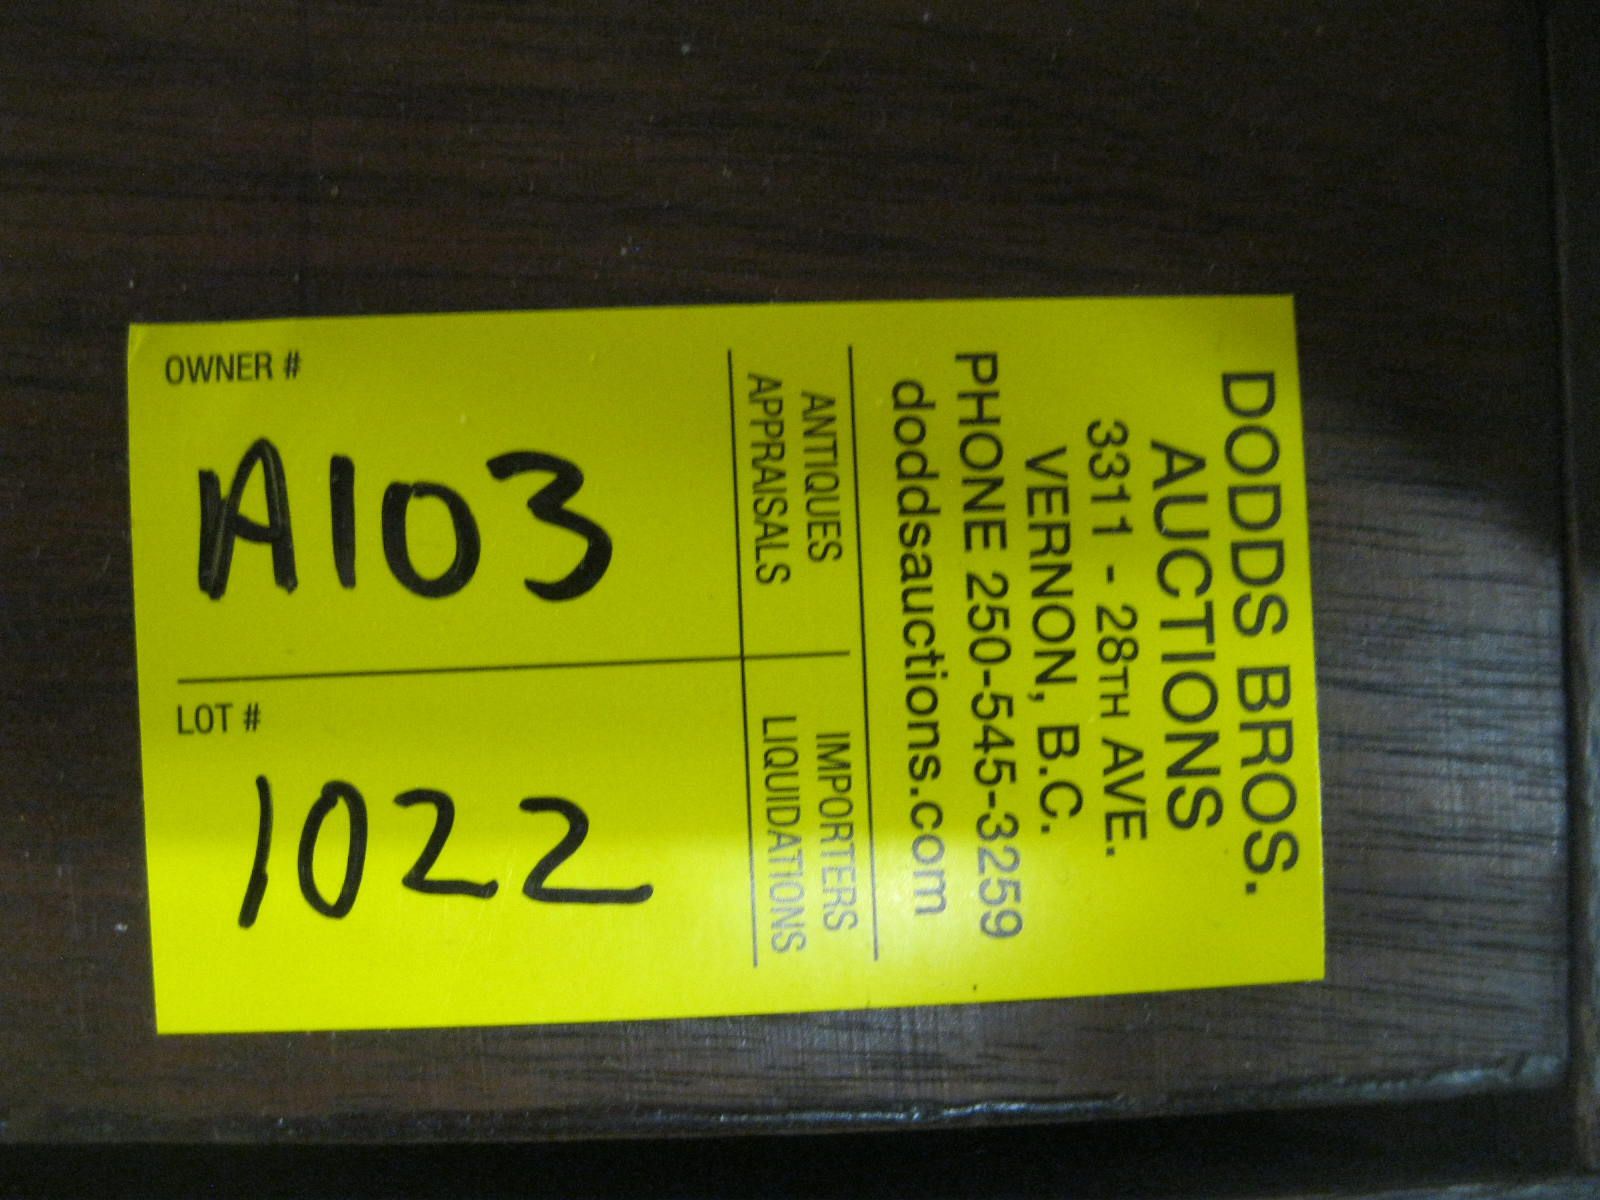 DODDS BROS.
AUCTIONS
3311 - 28TH AVE.
VERNON, B.C.
PHONE 250-545-3259
doddsauctions.com
ANTIQUES
APPRAISALS
IMPORTERS
LIQUIDATIONS
OWNER #
A103
LOT #
1022